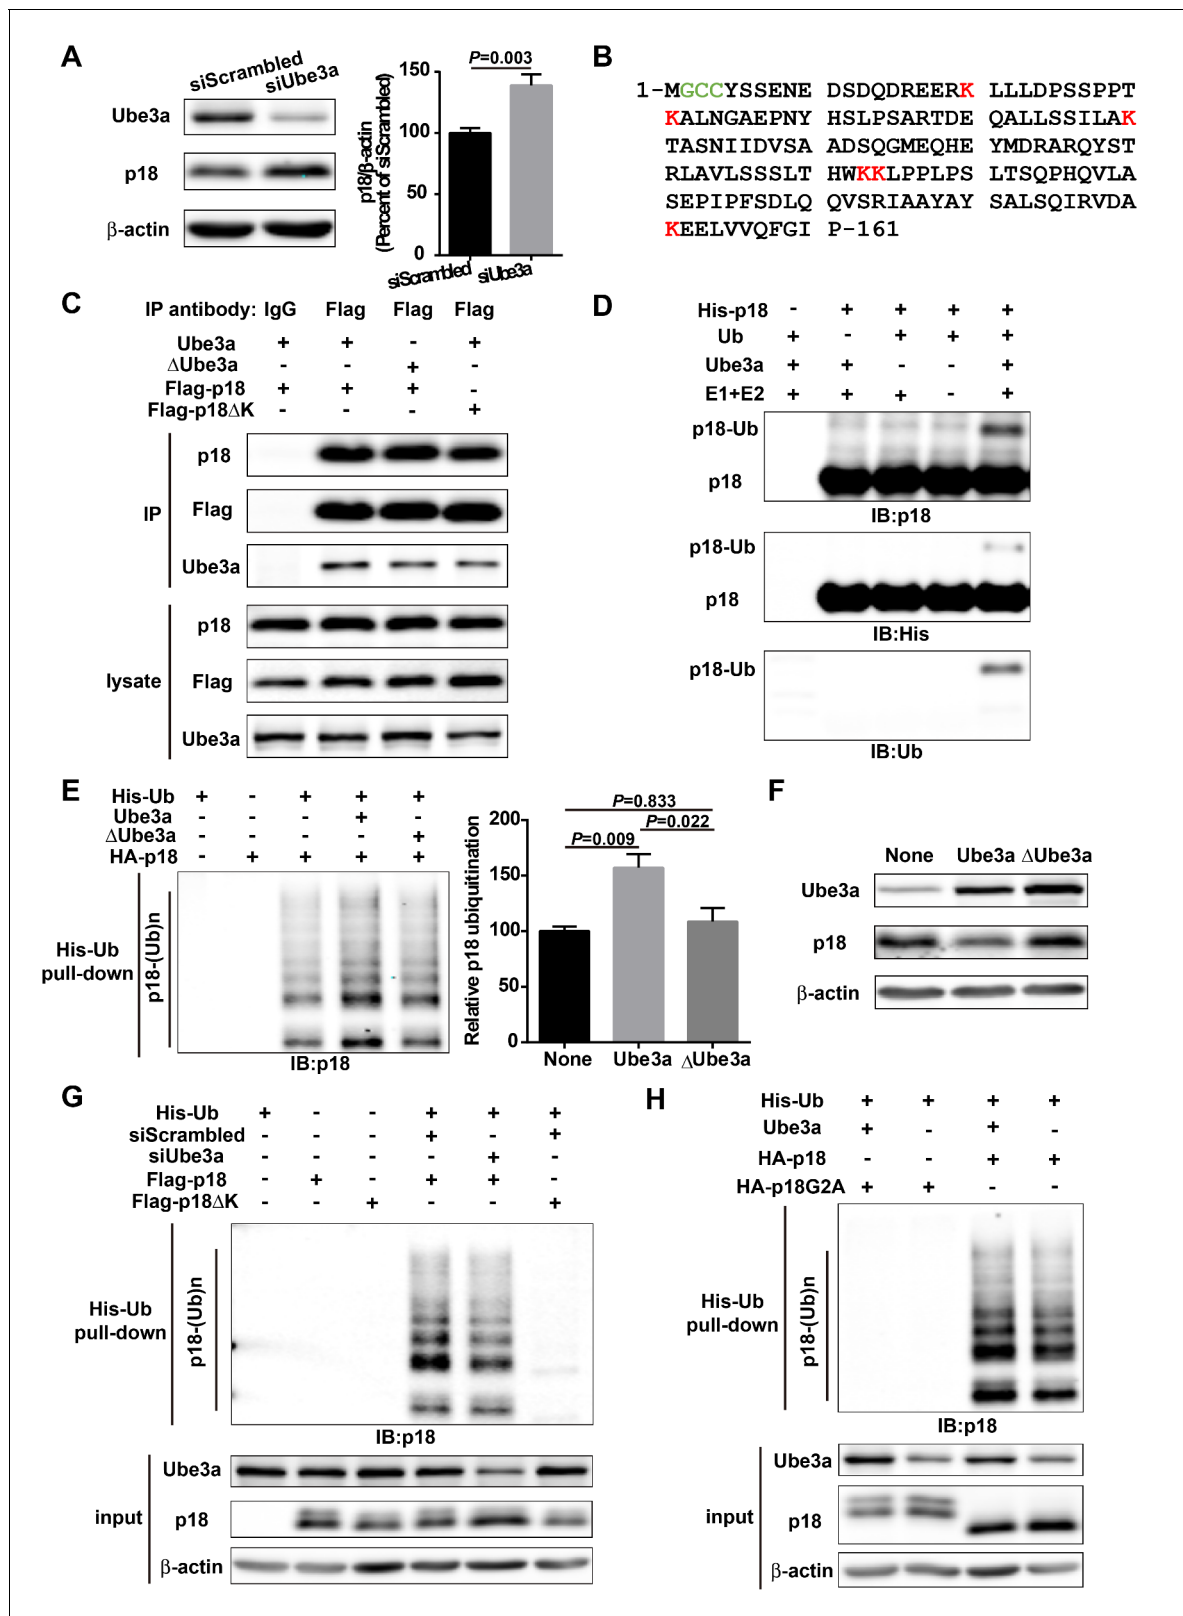 A
siScrambled
siUbe3a
Ube3a
p18
β-actin
p18/β-actin
(Percent of siScrambled)
150
100
50
0
P=0.003
siScrambled
siUbe3a
B
1-MGCCYSSENE DSDQDREERK LLLLDPSSPPT
KALNGAEPNY HSLPSARTDE QALLSSILAK
TASNIIDVSA ADSQGMEQHE YMDRARQYST
RLAVLSSSLT HWKKLPPLPS LTSQPHQVLA
SEPIPFSDLQ QVSRIAAYAY SALSQIRVDA
KEELVVQFGI P-161
C
IP antibody: IgG Flag Flag Flag
Ube3a + + - +
ΔUbe3a - - + -
Flag-p18 + + + -
Flag-p18ΔK - - - +
IP
p18
Flag
Ube3a
lysate
p18
Flag
Ube3a
D
His-p18 - + + + +
Ub + - + + +
Ube3a + + - - +
E1+E2 + + + - +
p18-Ub
p18
IB:p18
p18-Ub
p18
IB:His
p18-Ub
IB:Ub
E
His-Ub + - + + +
Ube3a - - - + -
ΔUbe3a - - - - +
HA-p18 - + + + +
His-Ub
pull-down
p18-(Ub)n
IB:p18
Relative p18 ubiquitination
200
150
100
50
0
P=0.833
P=0.022
P=0.009
None Ube3a ΔUbe3a
F
None Ube3a ΔUbe3a
Ube3a
p18
β-actin
G
His-Ub + - - + + +
siScrambled - - - + - +
siUbe3a - - - - + -
Flag-p18 - + - + + -
Flag-p18ΔK - - + - - +
His-Ub
pull-down
p18-(Ub)n
IB:p18
input
Ube3a
p18
β-actin
H
His-Ub + + + +
Ube3a + - + -
HA-p18 - - + +
HA-p18G2A + + - -
His-Ub
pull-down
p18-(Ub)n
IB:p18
input
Ube3a
p18
β-actin